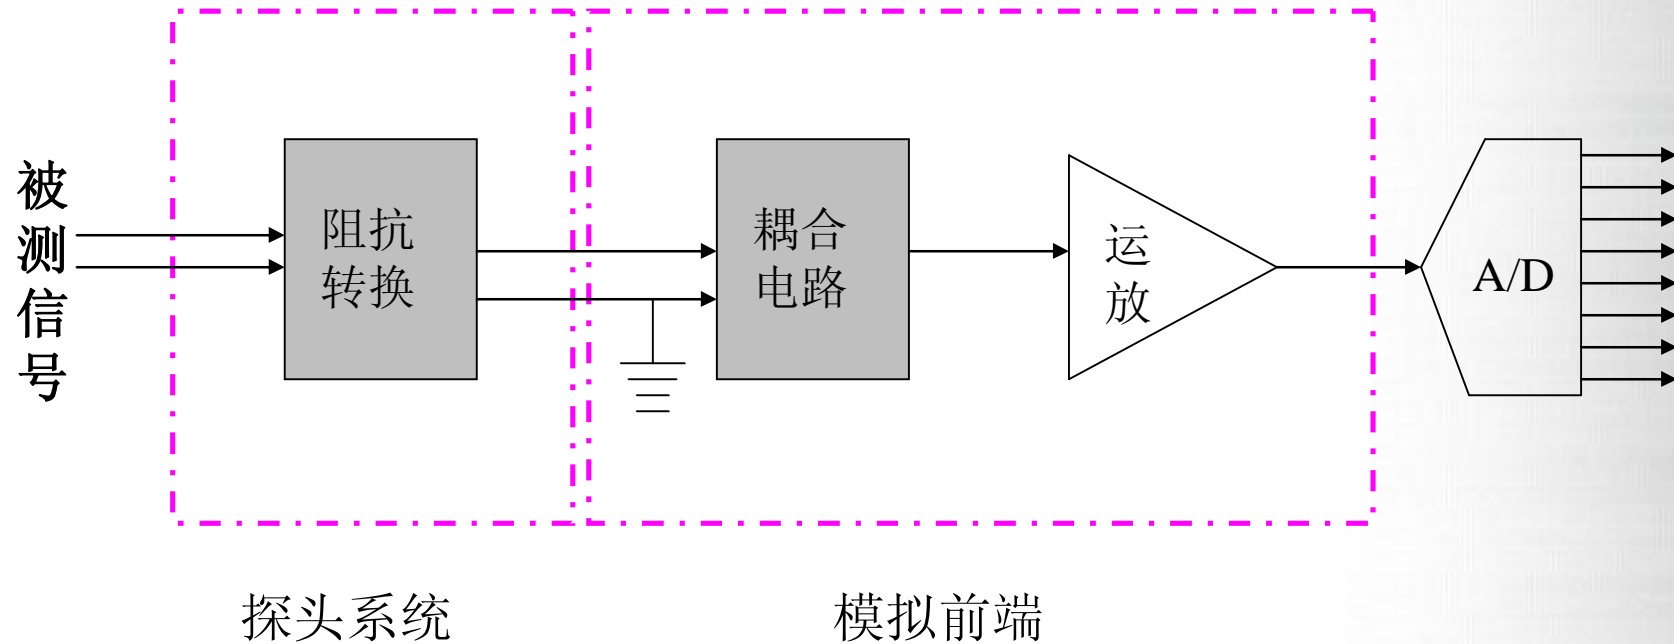 被测信号
阻抗
转换
耦合
电路
运
放
A/D
探头系统
模拟前端